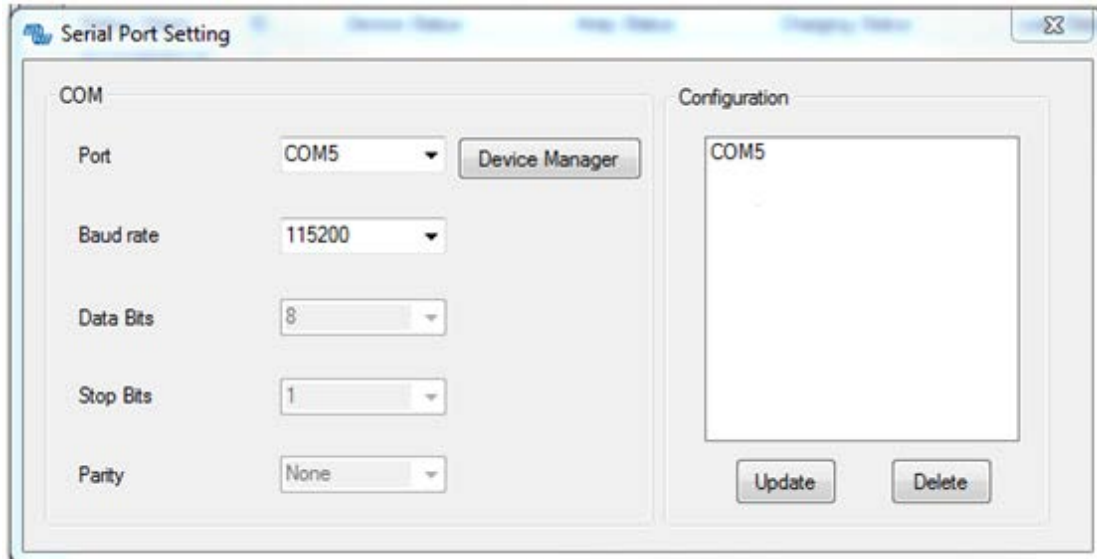 Serial Port Setting
COM
Port
COM5
Device Manager
Baud rate
115200
Data Bits
8
Stop Bits
1
Parity
None
Configuration
COM5
Update
Delete